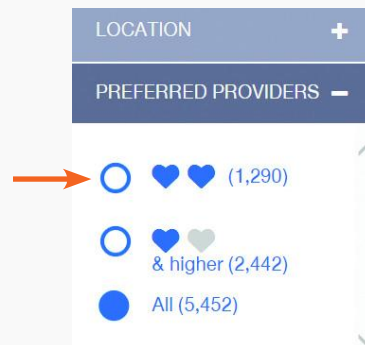 LOCATION +
PREFERRED PROVIDERS –
(1,290)
& higher (2,442)
All (5,452)